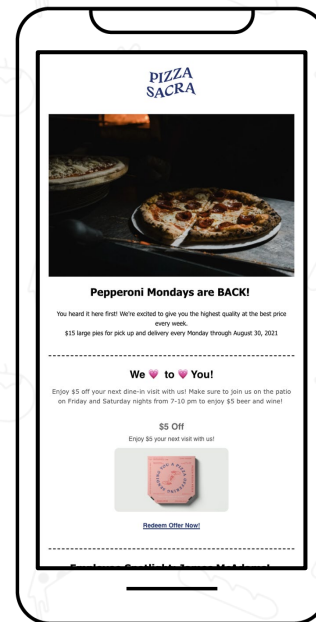 PIZZA
SACRA
Pepperoni Mondays are BACK!
You heard it here first! We're excited to give you the highest quality at the best price
every week.
$15 large pies for pick up and delivery every Monday through August 30, 2021
We 💗 to 💗 You!
Enjoy $5 off your next dine-in visit with us! Make sure to join us on the patio
on Friday and Saturday nights from 7-10 pm to enjoy $5 beer and wine!
$5 Off
Enjoy $5 your next visit with us!
Redeem Offer Now!